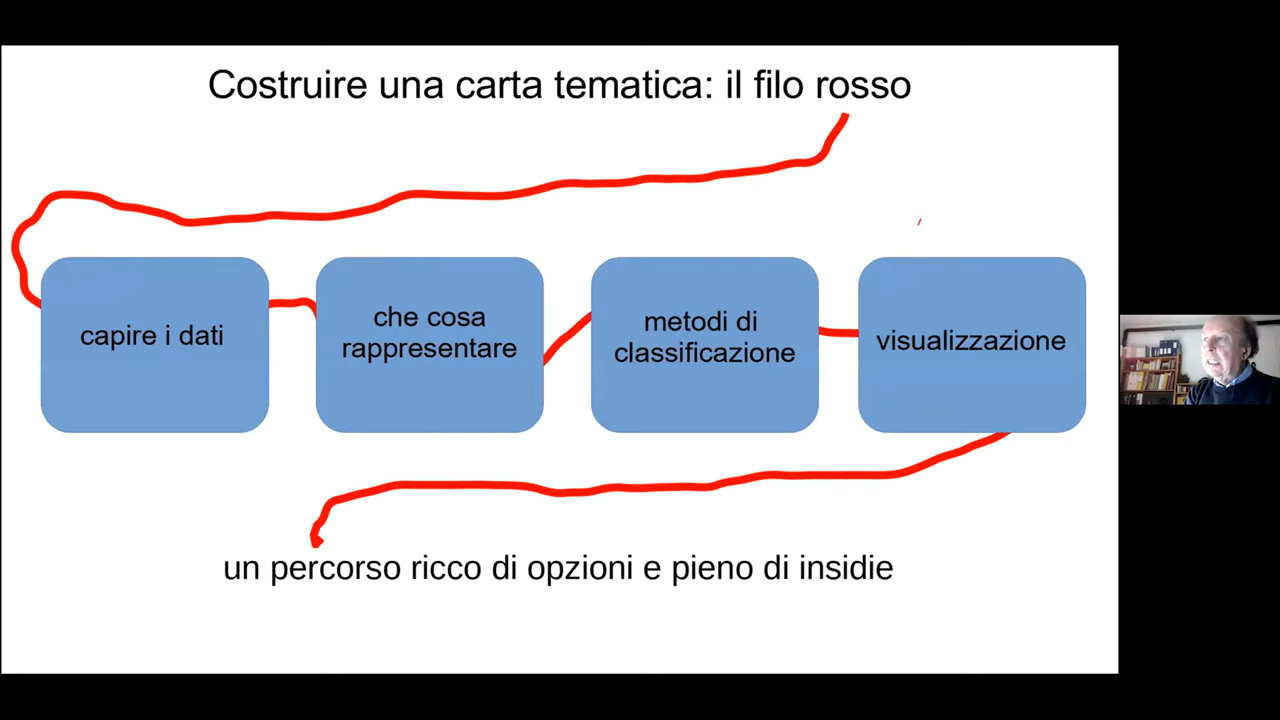 Costruire una carta tematica: il filo rosso
capire i dati
che cosa
rappresentare
metodi di
classificazione
visualizzazione
un percorso ricco di opzioni e pieno di insidie